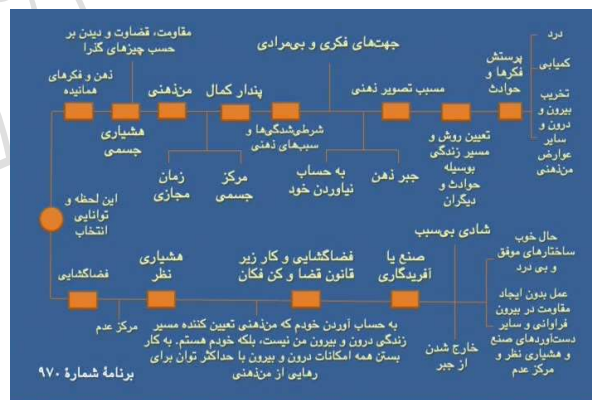 مقاومت، قضاوت و دیدن بر
حسب چیزهای گذرا
جهت‌های فکری و بی‌مرادی
درد
کمیابی
تخریب
بیرون و
درون و
سایر
عوارض
من‌ذهنی
پرستش
فکرها و
حوادث
مسبب تصویر ذهنی
پندار کمال
من‌ذهنی
ذهن و فکرهای
همانیده
هشیاری
جسمی
شرطی‌شدگی‌ها و
سبب‌های ذهنی
تعیین روش و
مسیر زندگی
بوسیله
حوادث و
دیگران
زمان
مجازی
مرکز
جسمی
به حساب
نیاوردن خود
جبر ذهن
این لحظه و
توانایی
انتخاب
شادی بی‌سبب
حال خوب
ساختارهای موفق
و بی درد
فضاگشایی
هشیاری
نظر
فضاگشایی و کار زیر
قانون قضا و کن فکان
صنع یا
آفریدگاری
عمل بدون ایجاد
مقاومت در بیرون
فراوانی و سایر
دست‌آوردهای صنع
و هشیاری نظر و
مرکز عدم
مرکز عدم
به حساب آوردن خودم که من‌ذهنی تعیین کننده مسیر
زندگی درون و بیرون من نیست، بلکه خودم هستم. به کار
بستن همه امکانات درون و بیرون با حداکثر توان برای
رهایی از من‌ذهنی
خارج شدن
از جبر
برنامهٔ شمارهٔ ۹۷۰